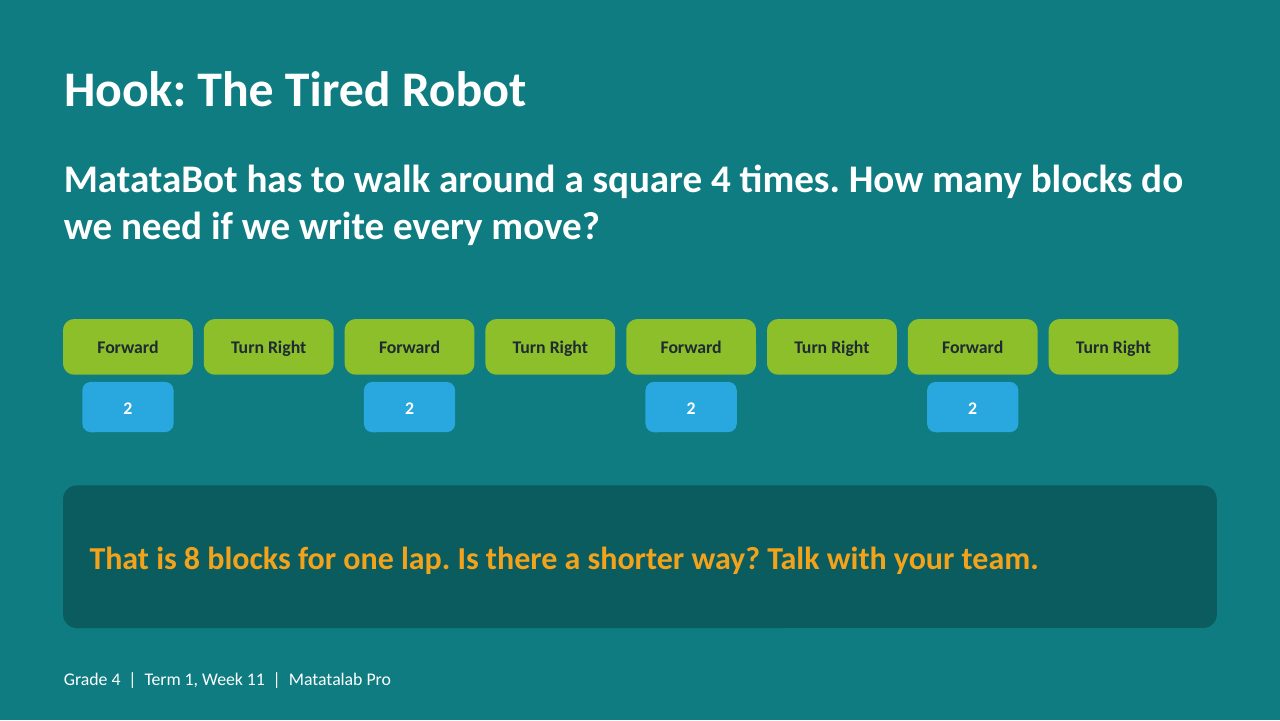 Hook: The Tired Robot
MatataBot has to walk around a square 4 times. How many blocks do
we need if we write every move?
Forward Turn Right Forward Turn Right Forward Turn Right Forward Turn Right
2 2 2 2
That is 8 blocks for one lap. Is there a shorter way? Talk with your team.
Grade 4 | Term 1, Week 11 | Matatalab Pro